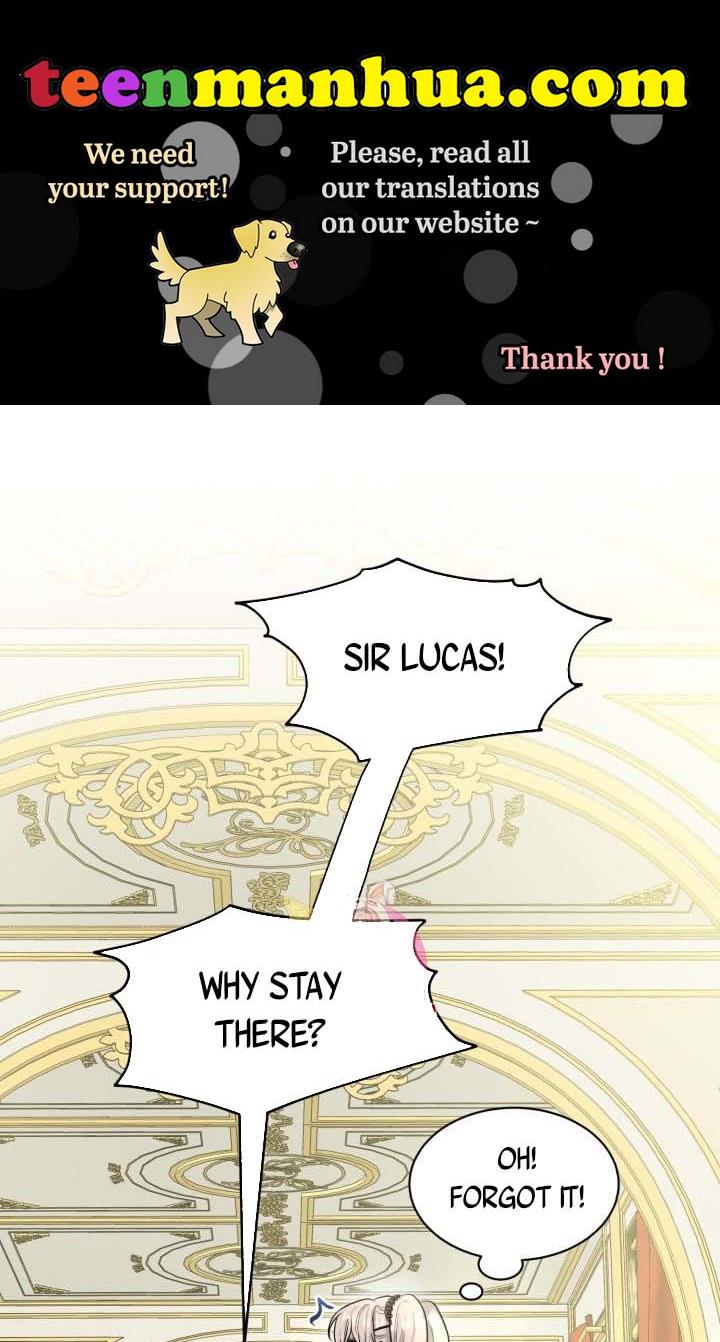 teenmanhua.com
We need
your support!
Please, read all
our translations
on our website ~
Thank you !
SIR LUCAS!
WHY STAY
THERE?
OH!
FORGOT IT!